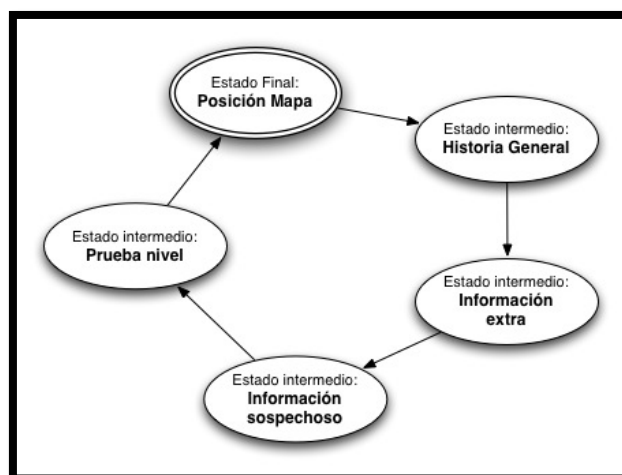 Estado Final:
Posición Mapa
Estado intermedio:
Historia General
Estado intermedio:
Prueba nivel
Estado intermedio:
Información
extra
Estado intermedio:
Información
sospechoso